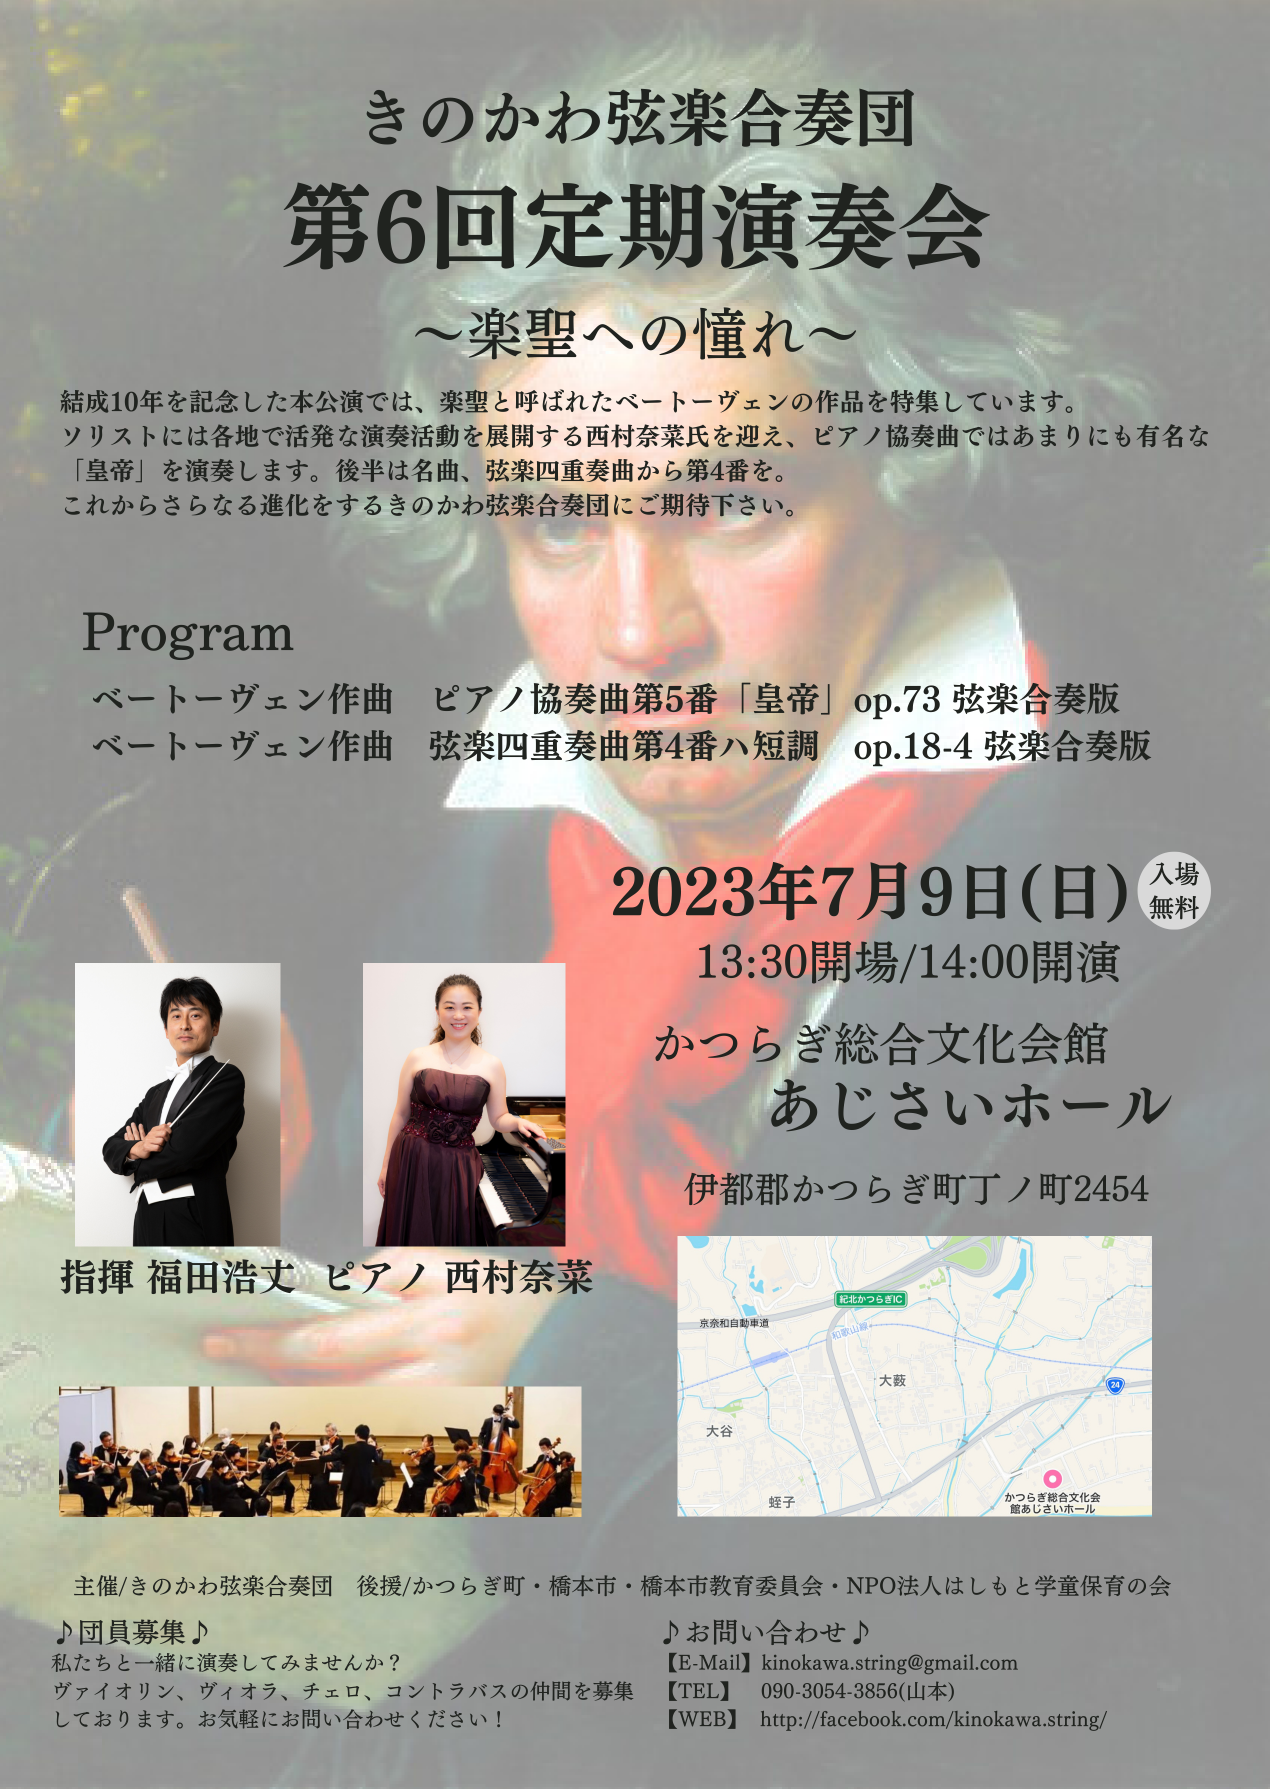 きのかわ弦楽合奏団
第6回定期演奏会
～楽聖への憧れ～
結成10年を記念した本公演では、楽聖と呼ばれたベートーヴェンの作品を特集しています。
ソリストには各地で活発な演奏活動を展開する西村奈菜氏を迎え、ピアノ協奏曲ではあまりにも有名な
「皇帝」を演奏します。後半は名曲、弦楽四重奏曲から第4番を。
これからさらなる進化をするきのかわ弦楽合奏団にご期待下さい。
Program
ベートーヴェン作曲　ピアノ協奏曲第5番「皇帝」op.73 弦楽合奏版
ベートーヴェン作曲　弦楽四重奏曲第4番ハ短調　op.18-4 弦楽合奏版
2023年7月9日(日)
入場
無料
13:30開場/14:00開演
かつらぎ総合文化会館
あじさいホール
伊都郡かつらぎ町丁ノ町2454
指揮 福田浩丈 ピアノ 西村奈菜
紀北かつらぎIC
京奈和自動車道
和歌山線
大薮
24
大谷
蛭子
かつらぎ総合文化会
館あじさいホール
主催/きのかわ弦楽合奏団　後援/かつらぎ町・橋本市・橋本市教育委員会・NPO法人はしもと学童保育の会
♪団員募集♪
私たちと一緒に演奏してみませんか？
ヴァイオリン、ヴィオラ、チェロ、コントラバスの仲間を募集
しております。お気軽にお問い合わせください！
♪お問い合わせ♪
【E-Mail】kinokawa.string@gmail.com
【TEL】　090-3054-3856(山本)
【WEB】　http://facebook.com/kinokawa.string/